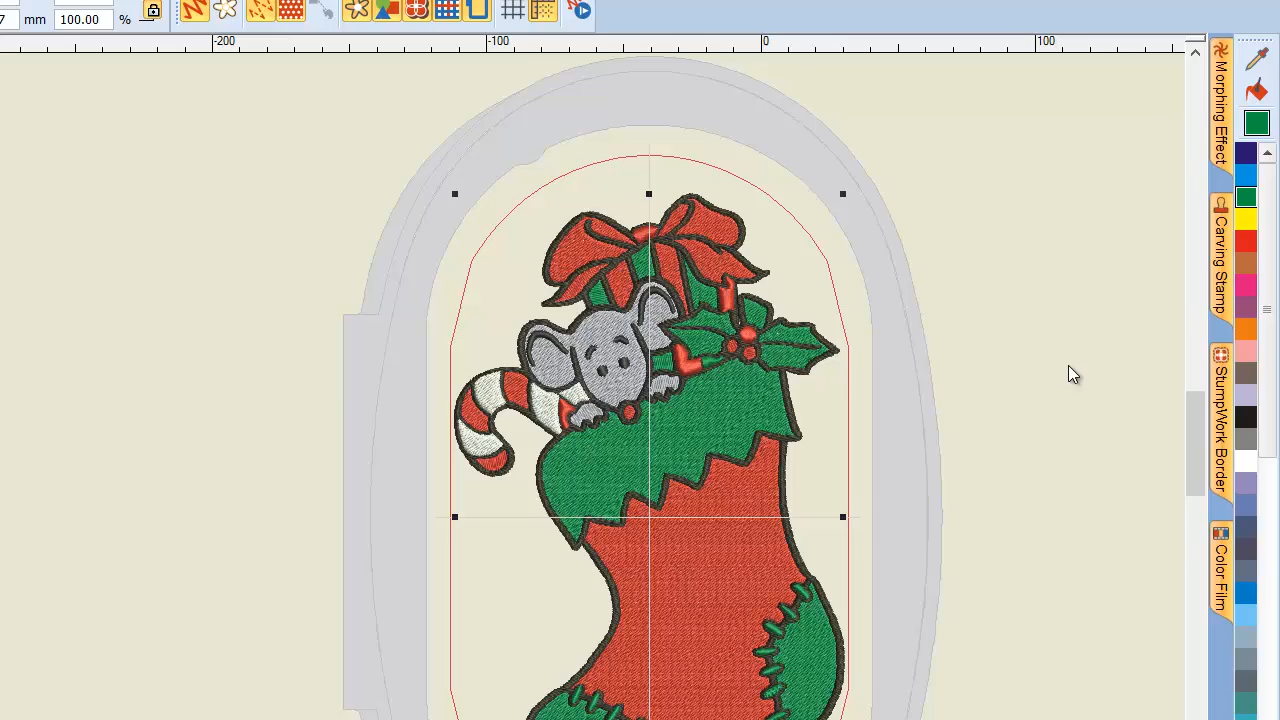 7 mm 100.00 %
-200 -100 0 100
Morphing Effect
Carving Stamp
StumpWork Border
Color Film